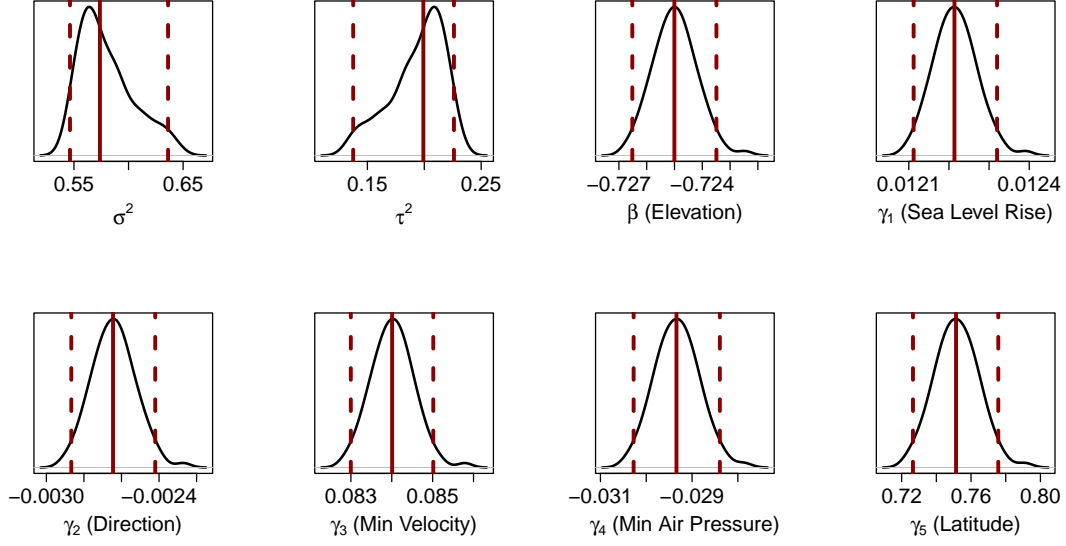 0.55 0.65
σ²
0.15 0.25
τ²
−0.727 −0.724
β (Elevation)
0.0121 0.0124
γ₁ (Sea Level Rise)
−0.0030 −0.0024
γ₂ (Direction)
0.083 0.085
γ₃ (Min Velocity)
−0.031 −0.029
γ₄ (Min Air Pressure)
0.72 0.76 0.80
γ₅ (Latitude)